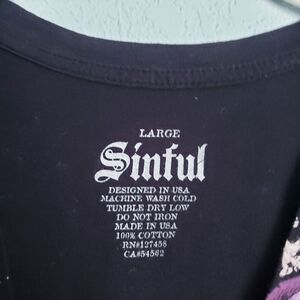 LARGE
Sinful
DESIGNED IN USA
MACHINE WASH COLD
TUMBLE DRY LOW
DO NOT IRON
MADE IN USA
100% COTTON
RN#127458
CA#54562